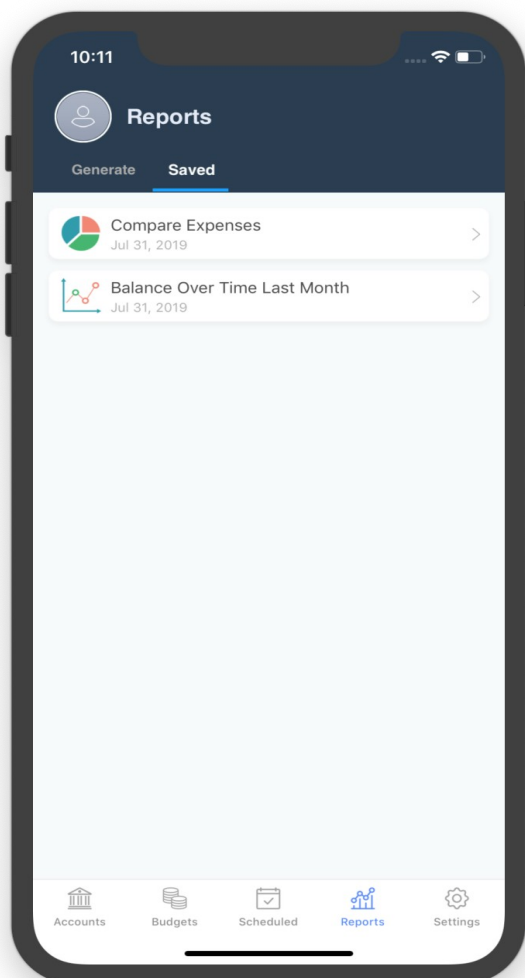 10:11
Reports
Generate Saved
Compare Expenses
Jul 31, 2019
Balance Over Time Last Month
Jul 31, 2019
Accounts Budgets Scheduled Reports Settings